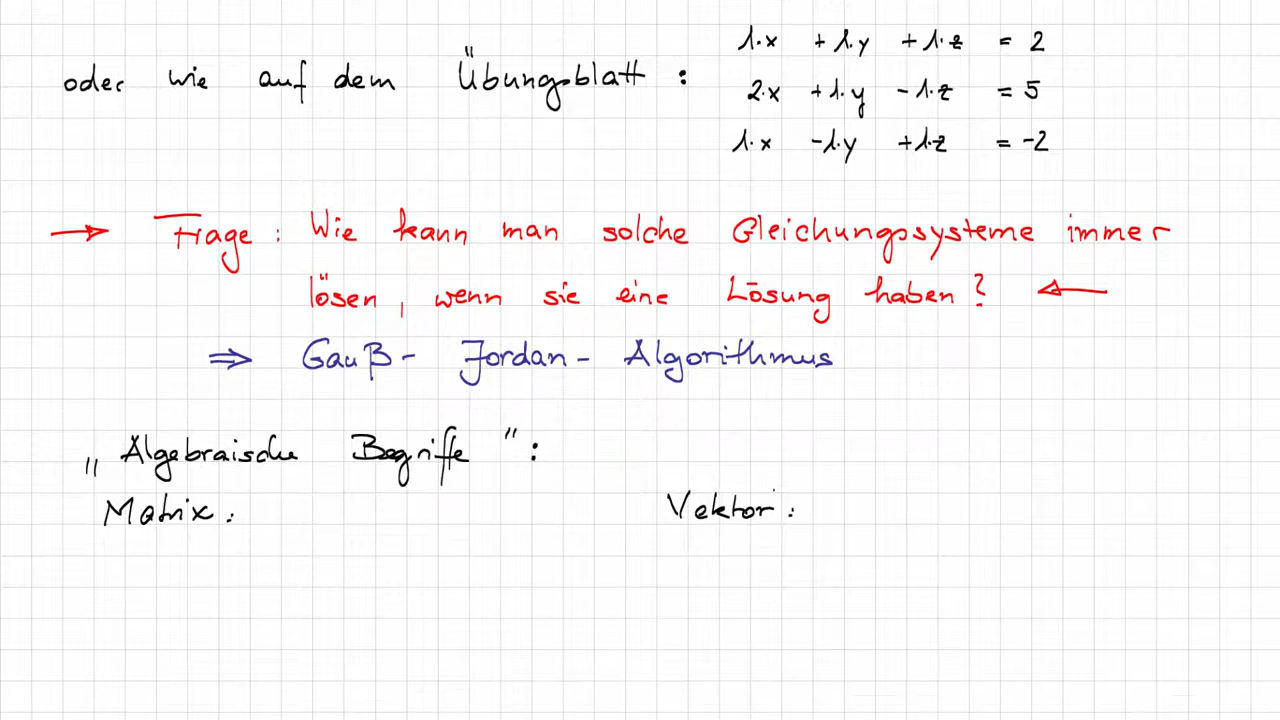 1·x + 1·y + 1·z = 2
oder wie auf dem Übungsblatt :
2·x + 1·y - 1·z = 5
1·x - 1·y + 1·z = -2
→ Frage : Wie kann man solche Gleichungssysteme immer
lösen, wenn sie eine Lösung haben? ←
⇒ Gauß - Jordan - Algorithmus
„Algebraische Begriffe":
Matrix: Vektor: